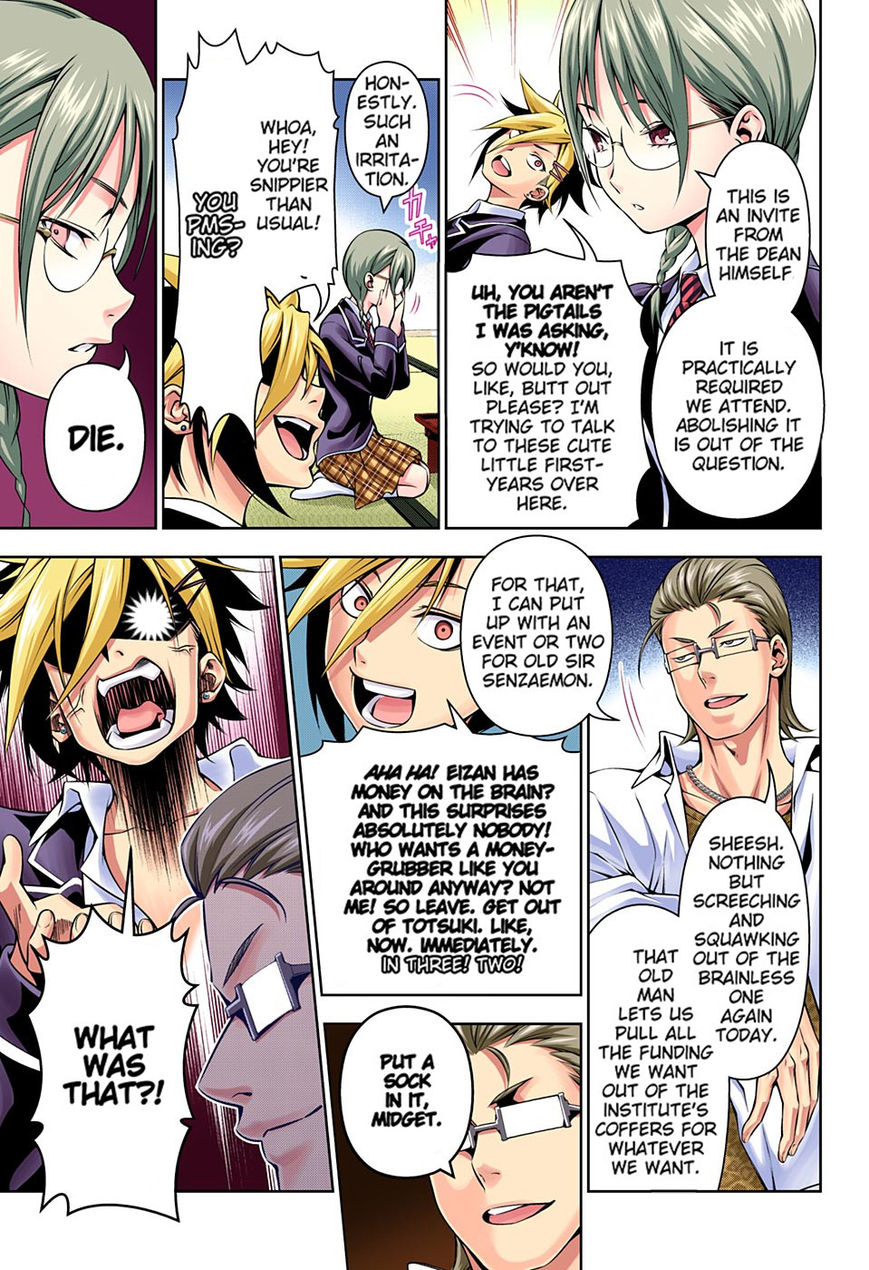 THIS IS
AN INVITE
FROM
THE DEAN
HIMSELF
IT IS
PRACTICALLY
REQUIRED
WE ATTEND.
ABOLISHING IT
IS OUT OF THE
QUESTION.
UH, YOU AREN'T
THE PIGTAILS
I WAS ASKING,
Y'KNOW!
SO WOULD YOU,
LIKE, BUTT OUT
PLEASE? I'M
TRYING TO TALK
TO THESE CUTE
LITTLE FIRST-
YEARS OVER
HERE.
HON-
ESTLY.
SUCH
AN
IRRITA-
TION.
カチャ
WHOA,
HEY!
YOU'RE
SNIPPIER
THAN
USUAL!
YOU
PMS-
ING?
DIE.
SHEESH.
NOTHING
BUT
SCREECHING
AND
SQUAWKING
OUT OF THE
BRAINLESS
ONE
AGAIN
TODAY.
THAT
OLD
MAN
LETS US
PULL ALL
THE FUNDING
WE WANT
OUT OF THE
INSTITUTE'S
COFFERS FOR
WHATEVER
WE WANT.
FOR THAT,
I CAN PUT
UP WITH AN
EVENT OR TWO
FOR OLD SIR
SENZAEMON.
AHA HA! EIZAN HAS
MONEY ON THE BRAIN?
AND THIS SURPRISES
ABSOLUTELY NOBODY!
WHO WANTS A MONEY-
GRUBBER LIKE YOU
AROUND ANYWAY? NOT
ME! SO LEAVE. GET OUT
OF TOTSUKI. LIKE,
NOW. IMMEDIATELY.
IN THREE! TWO!
PUT A
SOCK
IN IT,
MIDGET.
WHAT
WAS
THAT?!